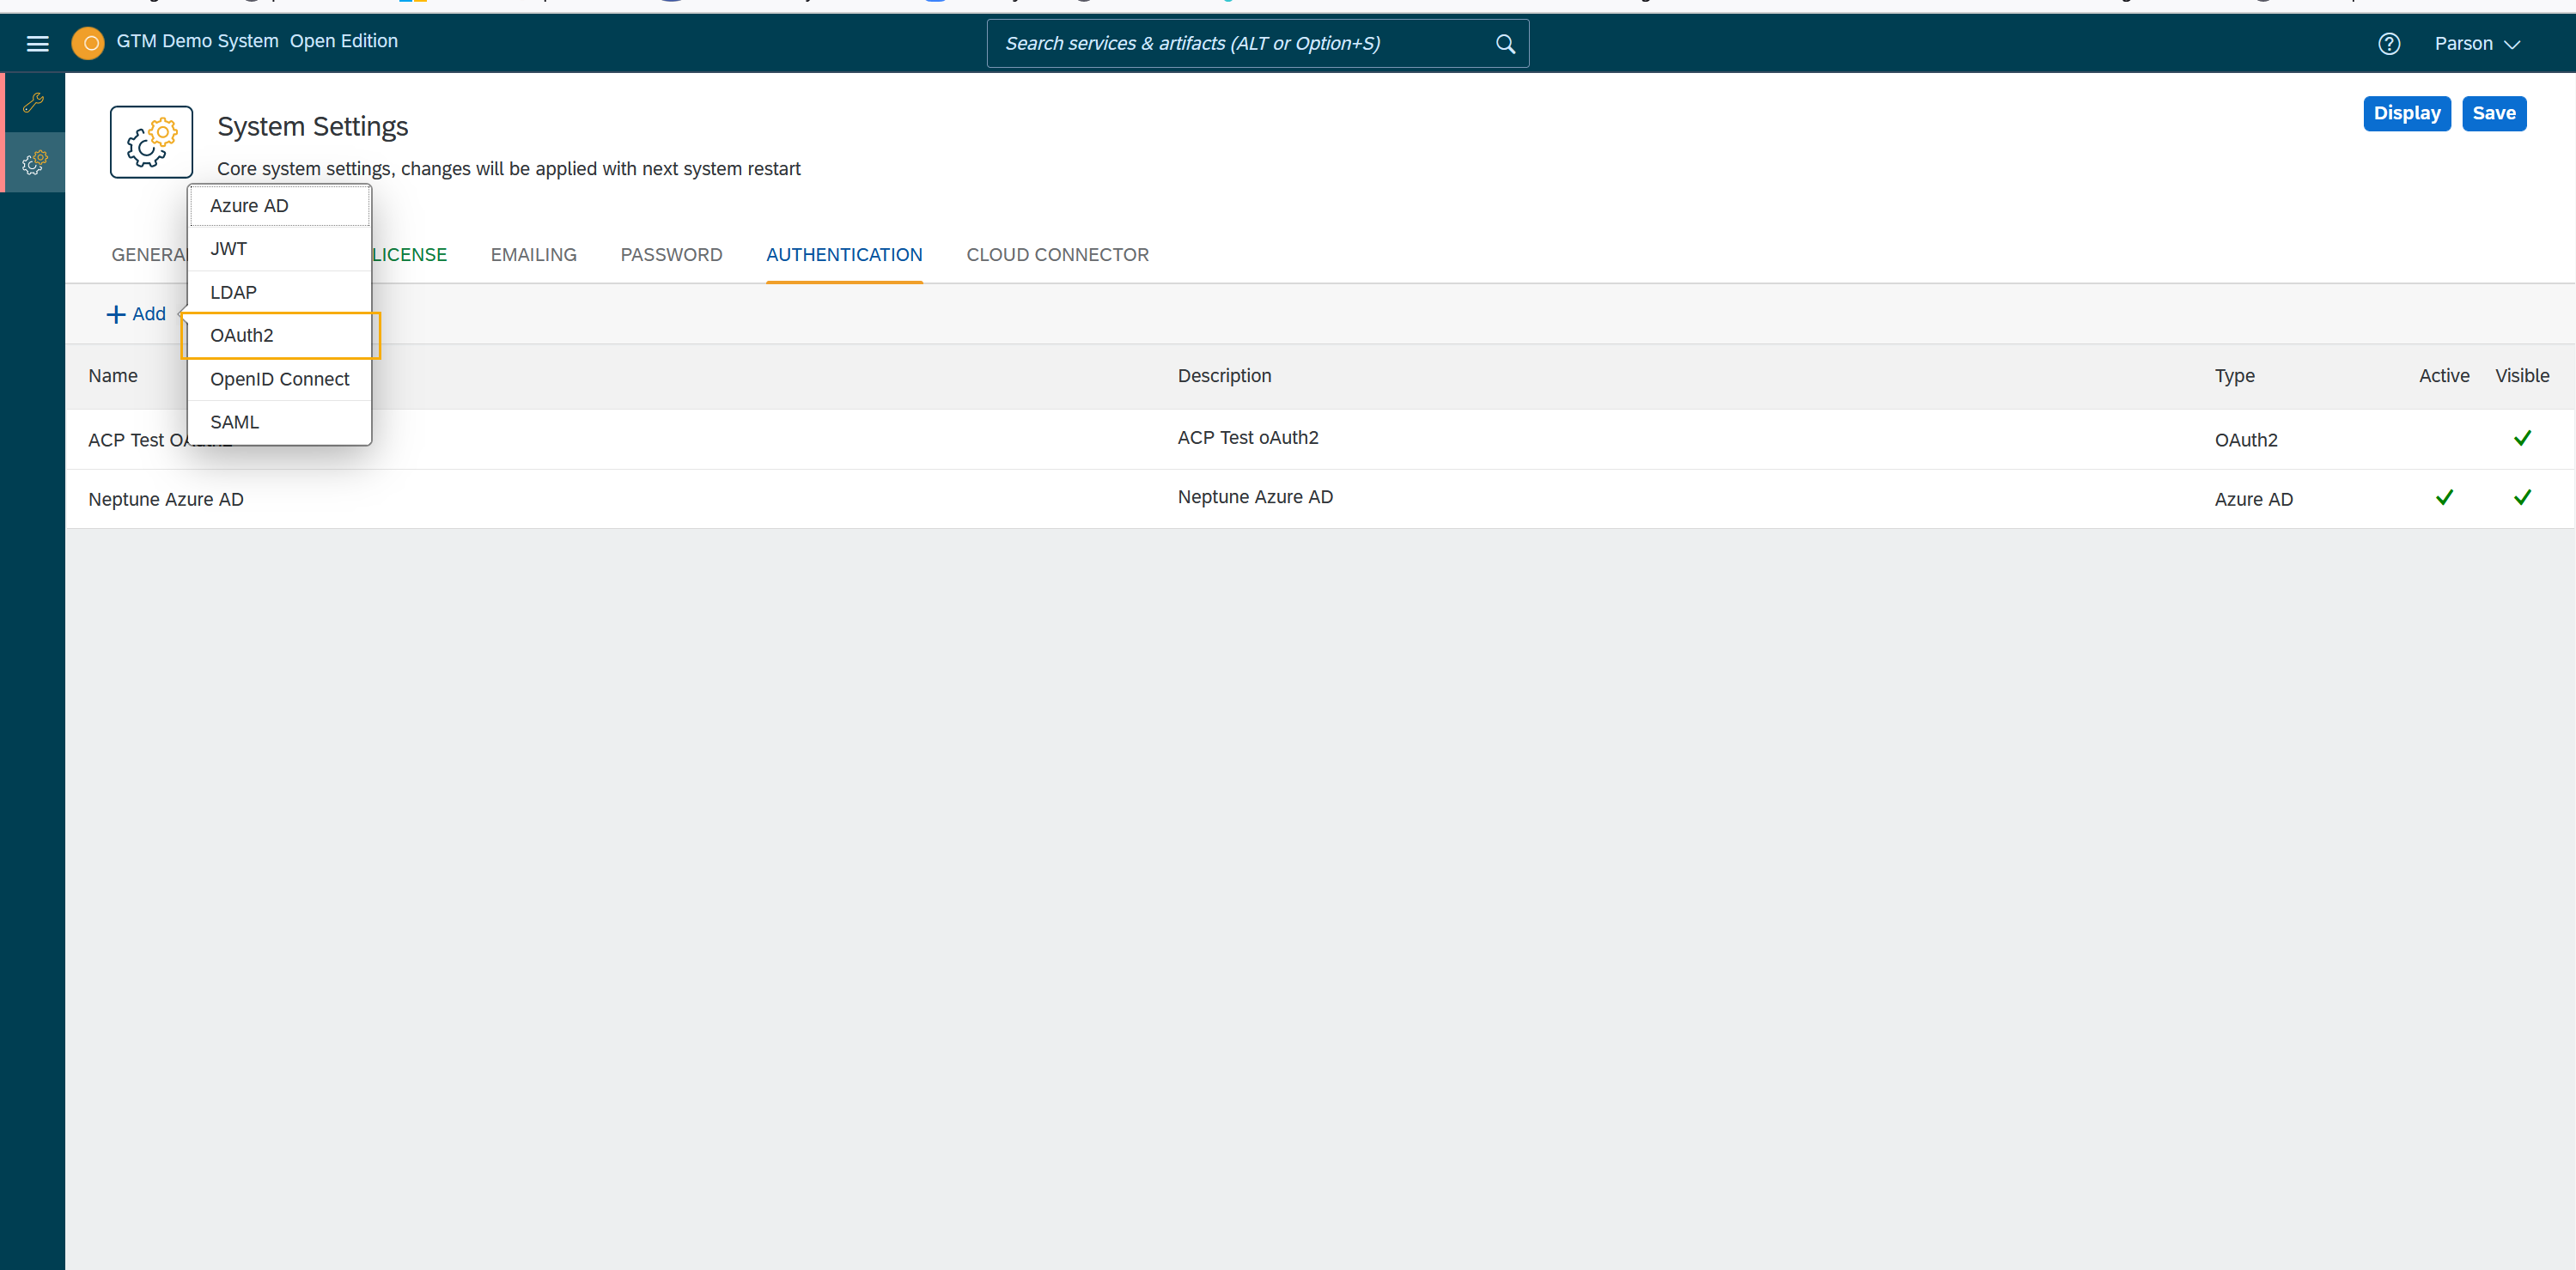 GTM Demo System Open Edition
Search services & artifacts (ALT or Option+S)
Parson
System Settings
Display Save
Core system settings, changes will be applied with next system restart
Azure AD
JWT
LDAP
OAuth2
OpenID Connect
SAML
LICENSE EMAILING PASSWORD AUTHENTICATION CLOUD CONNECTOR
Add
Name Description Type Active Visible
ACP Test ACP Test oAuth2 OAuth2
Neptune Azure AD Neptune Azure AD Azure AD